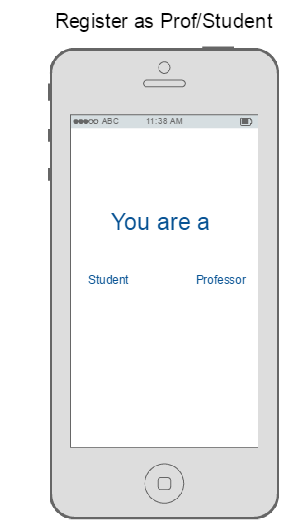 Register as Prof/Student
ABC 11:38 AM
You are a
Student Professor